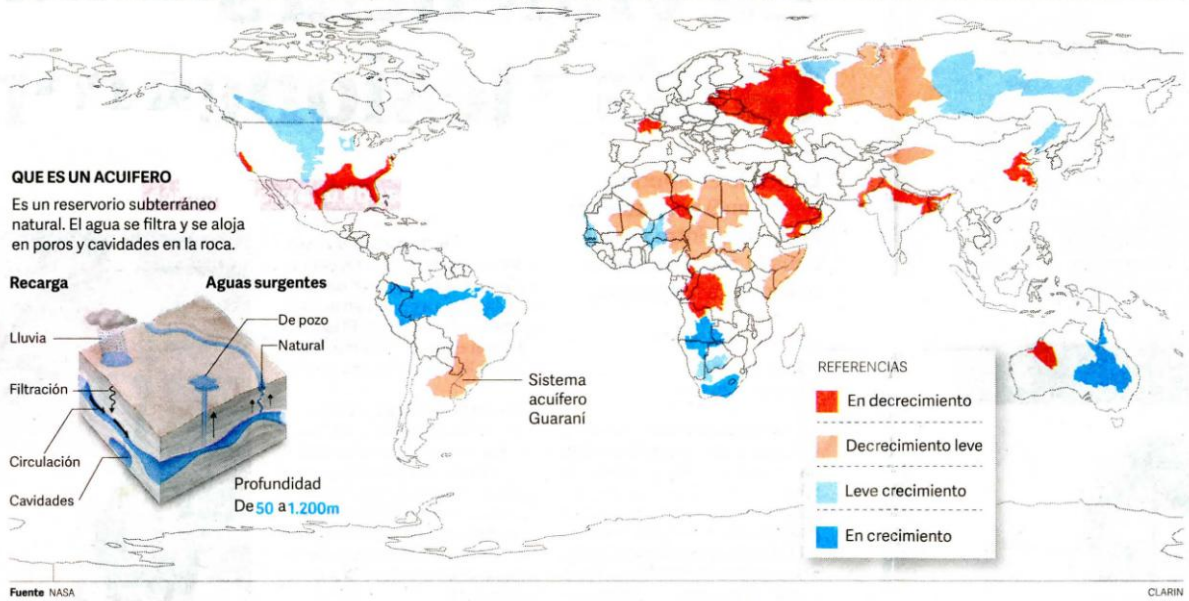 QUE ES UN ACUIFERO
Es un reservorio subterráneo
natural. El agua se filtra y se aloja
en poros y cavidades en la roca.
Recarga
Aguas surgentes
Lluvia
Filtración
Circulación
Cavidades
De pozo
Natural
Profundidad
De 50 a 1.200m
Sistema
acuífero
Guaraní
REFERENCIAS
En decrecimiento
Decrecimiento leve
Leve crecimiento
En crecimiento
Fuente NASA
CLARIN